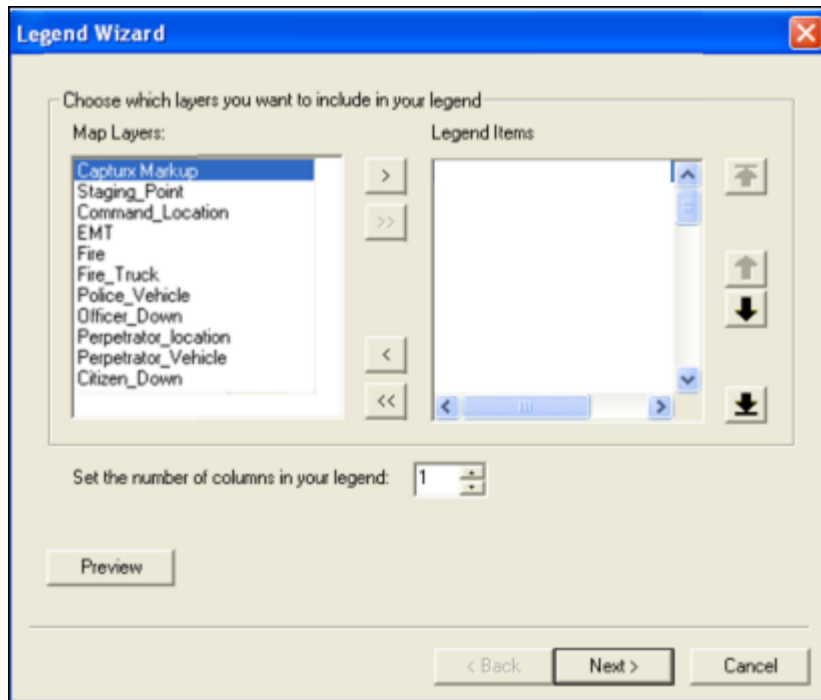 Legend Wizard
Choose which layers you want to include in your legend
Map Layers:
Legend Items
Capturx Markup
Staging_Point
Command_Location
EMT
Fire
Fire_Truck
Police_Vehicle
Officer_Down
Perpetrator_location
Perpetrator_Vehicle
Citizen_Down
>
>>
<
<<
Set the number of columns in your legend: 1
Preview
< Back
Next >
Cancel